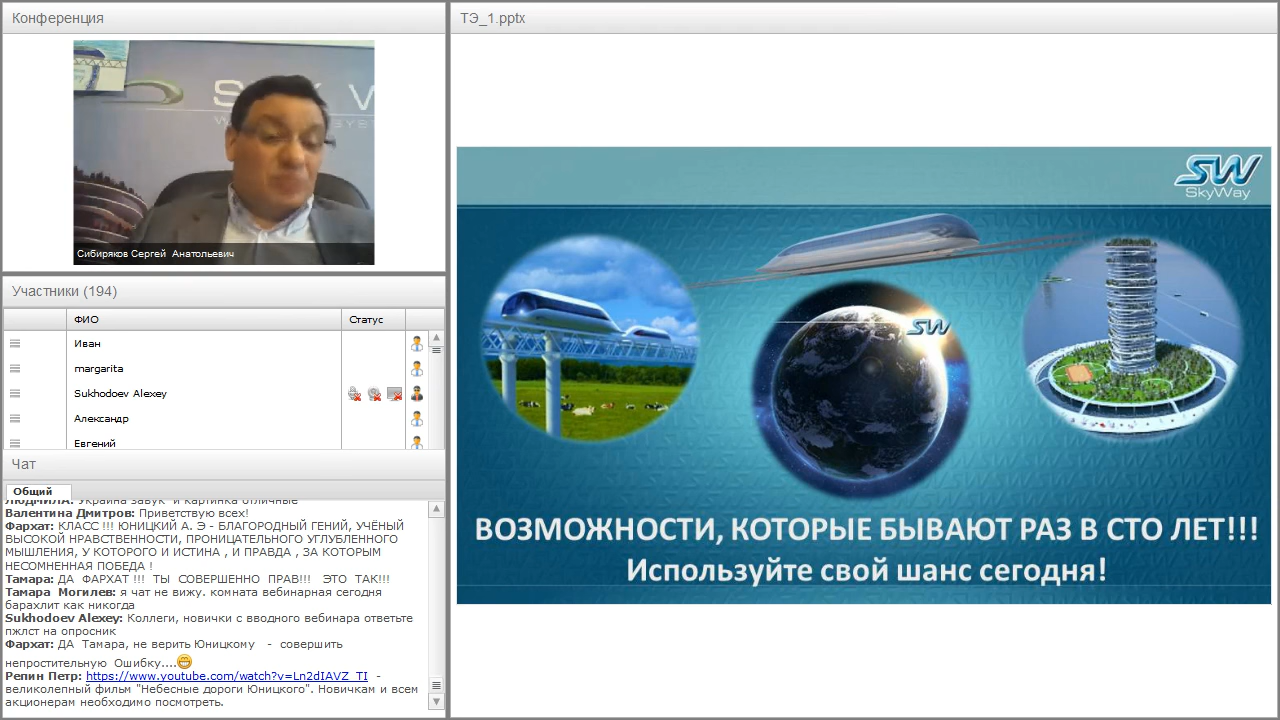 Конференция
SKY W
Сибиряков Сергей Анатольевич
Участники (194)
ФИО
Статус
Иван
margarita
Sukhodoev Alexey
Александр
Евгений
Чат
Общий
ЛЮДМИЛА: Украина завук и картинка отличные
Валентина Дмитров: Приветствую всех!
Фархат: КЛАСС !!! ЮНИЦКИЙ А. Э - БЛАГОРОДНЫЙ ГЕНИЙ, УЧЁНЫЙ
ВЫСОКОЙ НРАВСТВЕННОСТИ, ПРОНИЦАТЕЛЬНОГО УГЛУБЛЕННОГО
МЫШЛЕНИЯ, У КОТОРОГО И ИСТИНА , И ПРАВДА , ЗА КОТОРЫМ
НЕСОМНЕННАЯ ПОБЕДА !
Тамара: ДА ФАРХАТ !!! ТЫ СОВЕРШЕННО ПРАВ!!! ЭТО ТАК!!!
Тамара Могилев: я чат не вижу. комната вебинарная сегодня
барахлит как никогда
Sukhodoev Alexey: Коллеги, новички с вводного вебинара ответьте
пжлст на опросник
Фархат: ДА Тамара, не верить Юницкому - совершить
непростительную Ошибку....
Репин Петр: https://www.youtube.com/watch?v=Ln2dIAVZ_TI -
великолепный фильм "Небесные дороги Юницкого". Новичкам и всем
акционерам необходимо посмотреть.
ТЭ_1.pptx
SW
SkyWay
SW
ВОЗМОЖНОСТИ, КОТОРЫЕ БЫВАЮТ РАЗ В СТО ЛЕТ!!!
Используйте свой шанс сегодня!